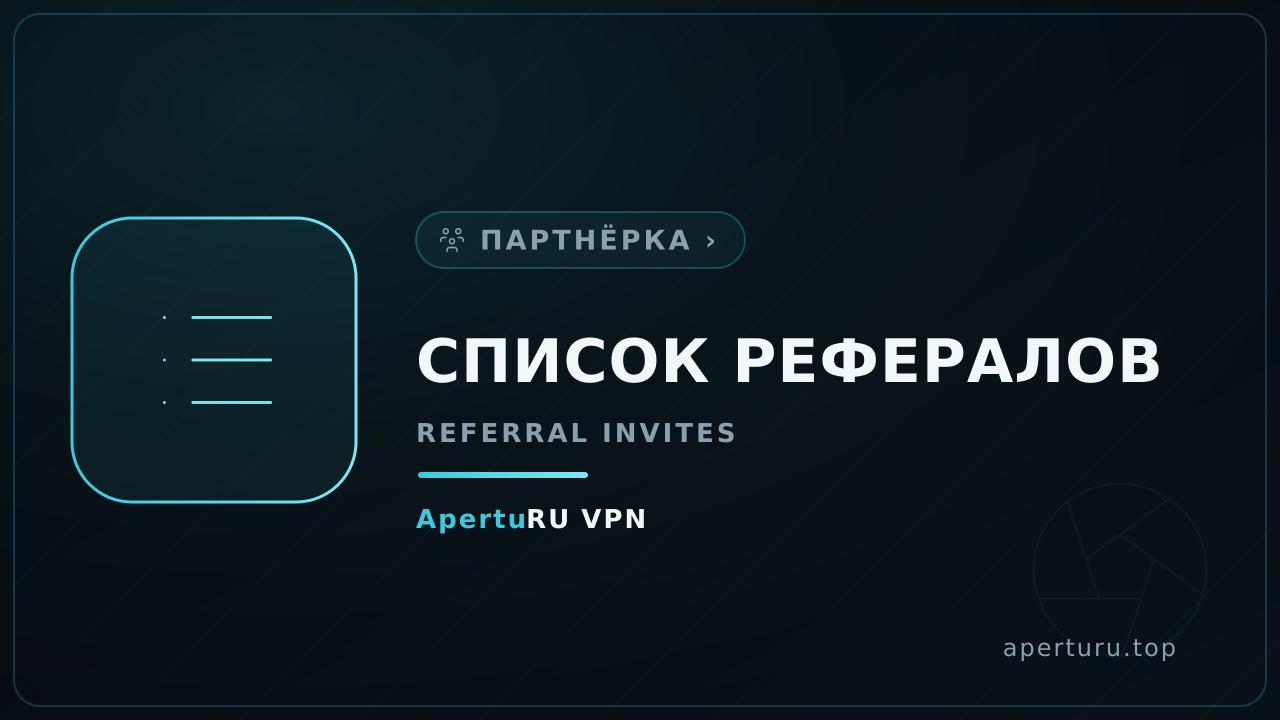 ПАРТНЁРКА ›
СПИСОК РЕФЕРАЛОВ
REFERRAL INVITES
ApertuRU VPN
aperturu.top